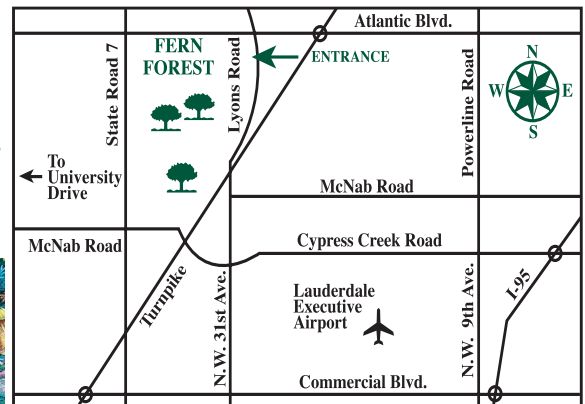 Atlantic Blvd.
FERN
FOREST
ENTRANCE
State Road 7
Lyons Road
Powerline Road
N
W E
S
To
University
Drive
McNab Road
McNab Road
Cypress Creek Road
Turnpike
N.W. 31st Ave.
Lauderdale
Executive
Airport
N.W. 9th Ave.
I-95
Commercial Blvd.